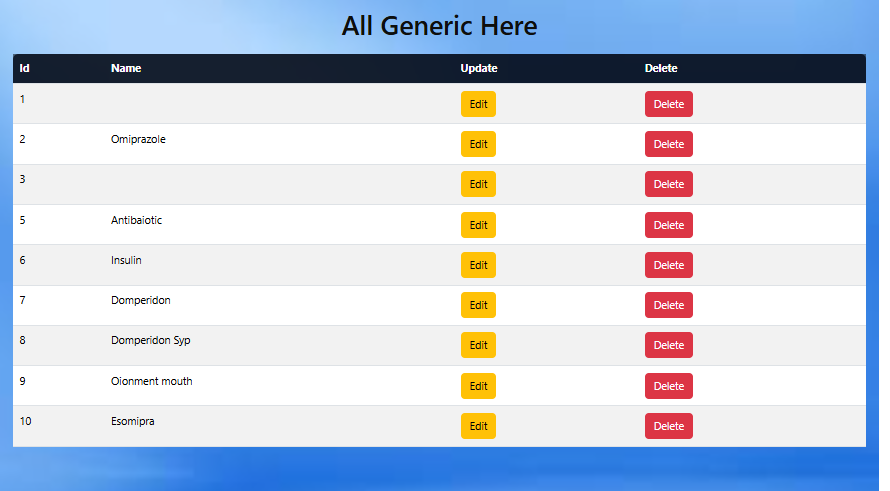 All Generic Here
Id Name Update Delete
1 Edit Delete
2 Omiprazole Edit Delete
3 Edit Delete
5 Antibaiotic Edit Delete
6 Insulin Edit Delete
7 Domperidon Edit Delete
8 Domperidon Syp Edit Delete
9 Oionment mouth Edit Delete
10 Esomipra Edit Delete